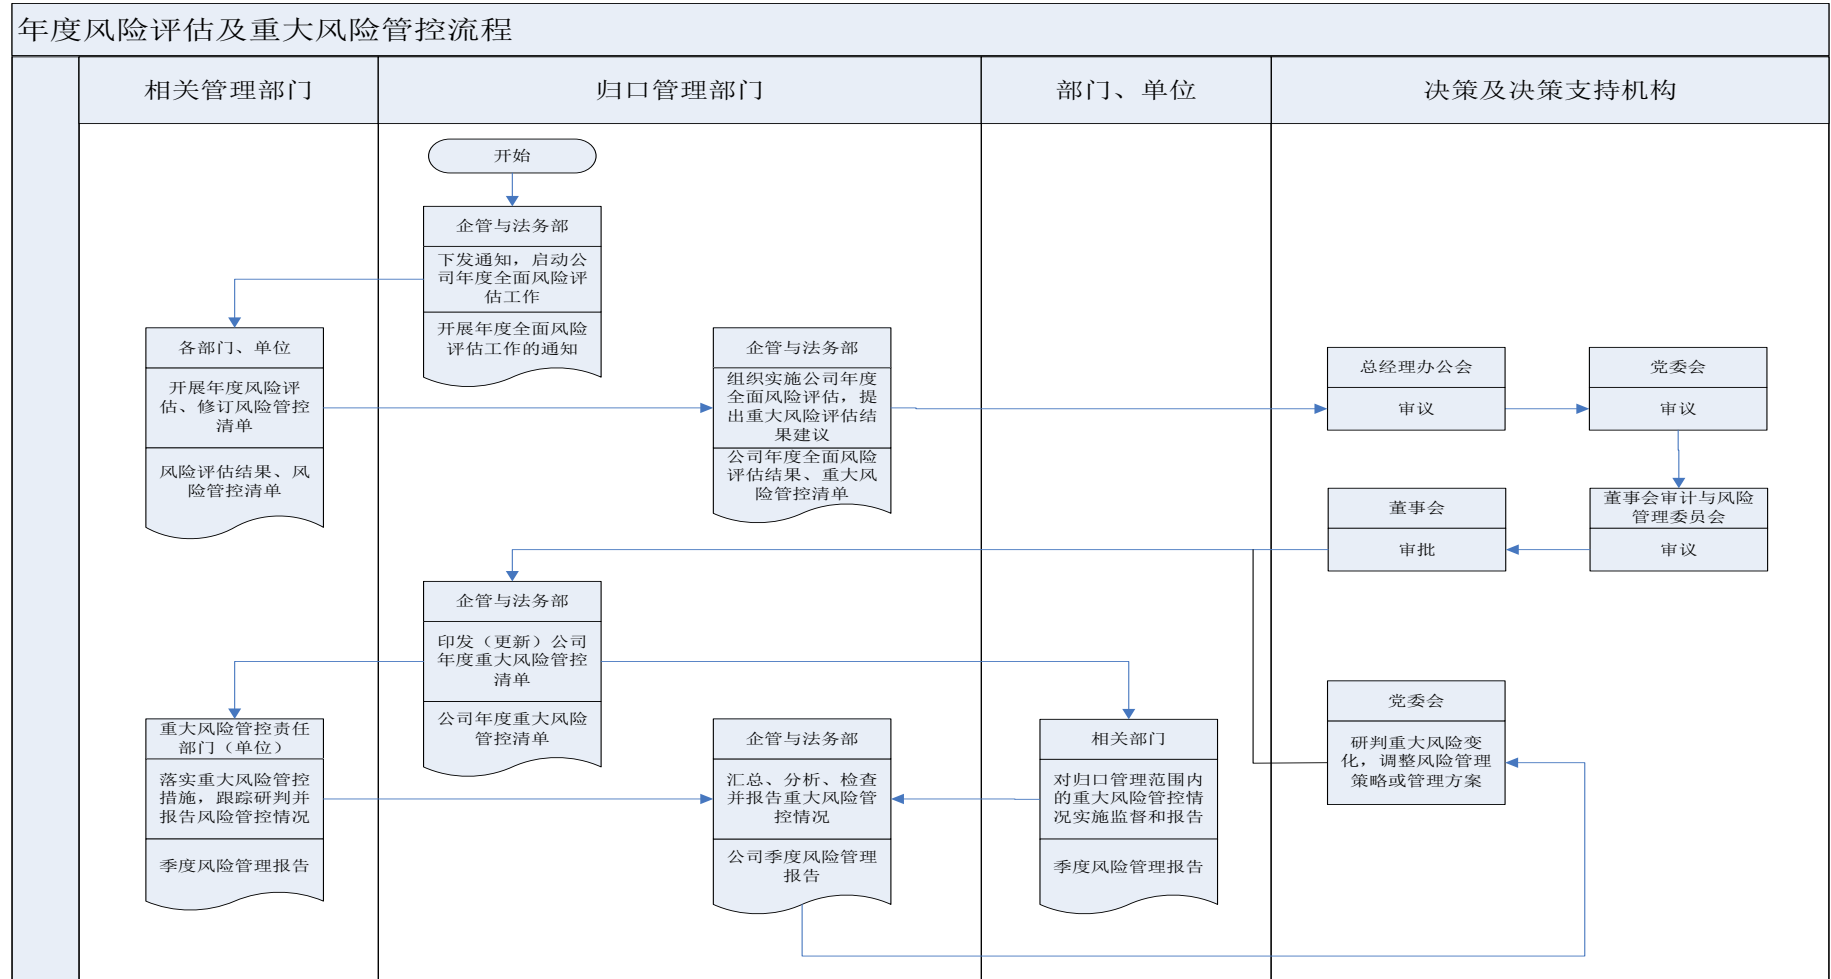 年度风险评估及重大风险管控流程
相关管理部门
归口管理部门
部门、单位
决策及决策支持机构
开始
企管与法务部
下发通知，启动公
司年度全面风险评
估工作
开展年度全面风险
评估工作的通知
各部门、单位
开展年度风险评
估、修订风险管控
清单
风险评估结果、风
险管控清单
企管与法务部
组织实施公司年度
全面风险评估，提
出重大风险评估结
果建议
公司年度全面风险
评估结果、重大风
险管控清单
总经理办公会
审议
党委会
审议
董事会审计与风险
管理委员会
审议
董事会
审批
企管与法务部
印发（更新）公司
年度重大风险管控
清单
公司年度重大风险
管控清单
重大风险管控责任
部门（单位）
落实重大风险管控
措施，跟踪研判并
报告风险管控情况
季度风险管理报告
企管与法务部
汇总、分析、检查
并报告重大风险管
控情况
公司季度风险管理
报告
相关部门
对归口管理范围内
的重大风险管控情
况实施监督和报告
季度风险管理报告
党委会
研判重大风险变
化，调整风险管理
策略或管理方案